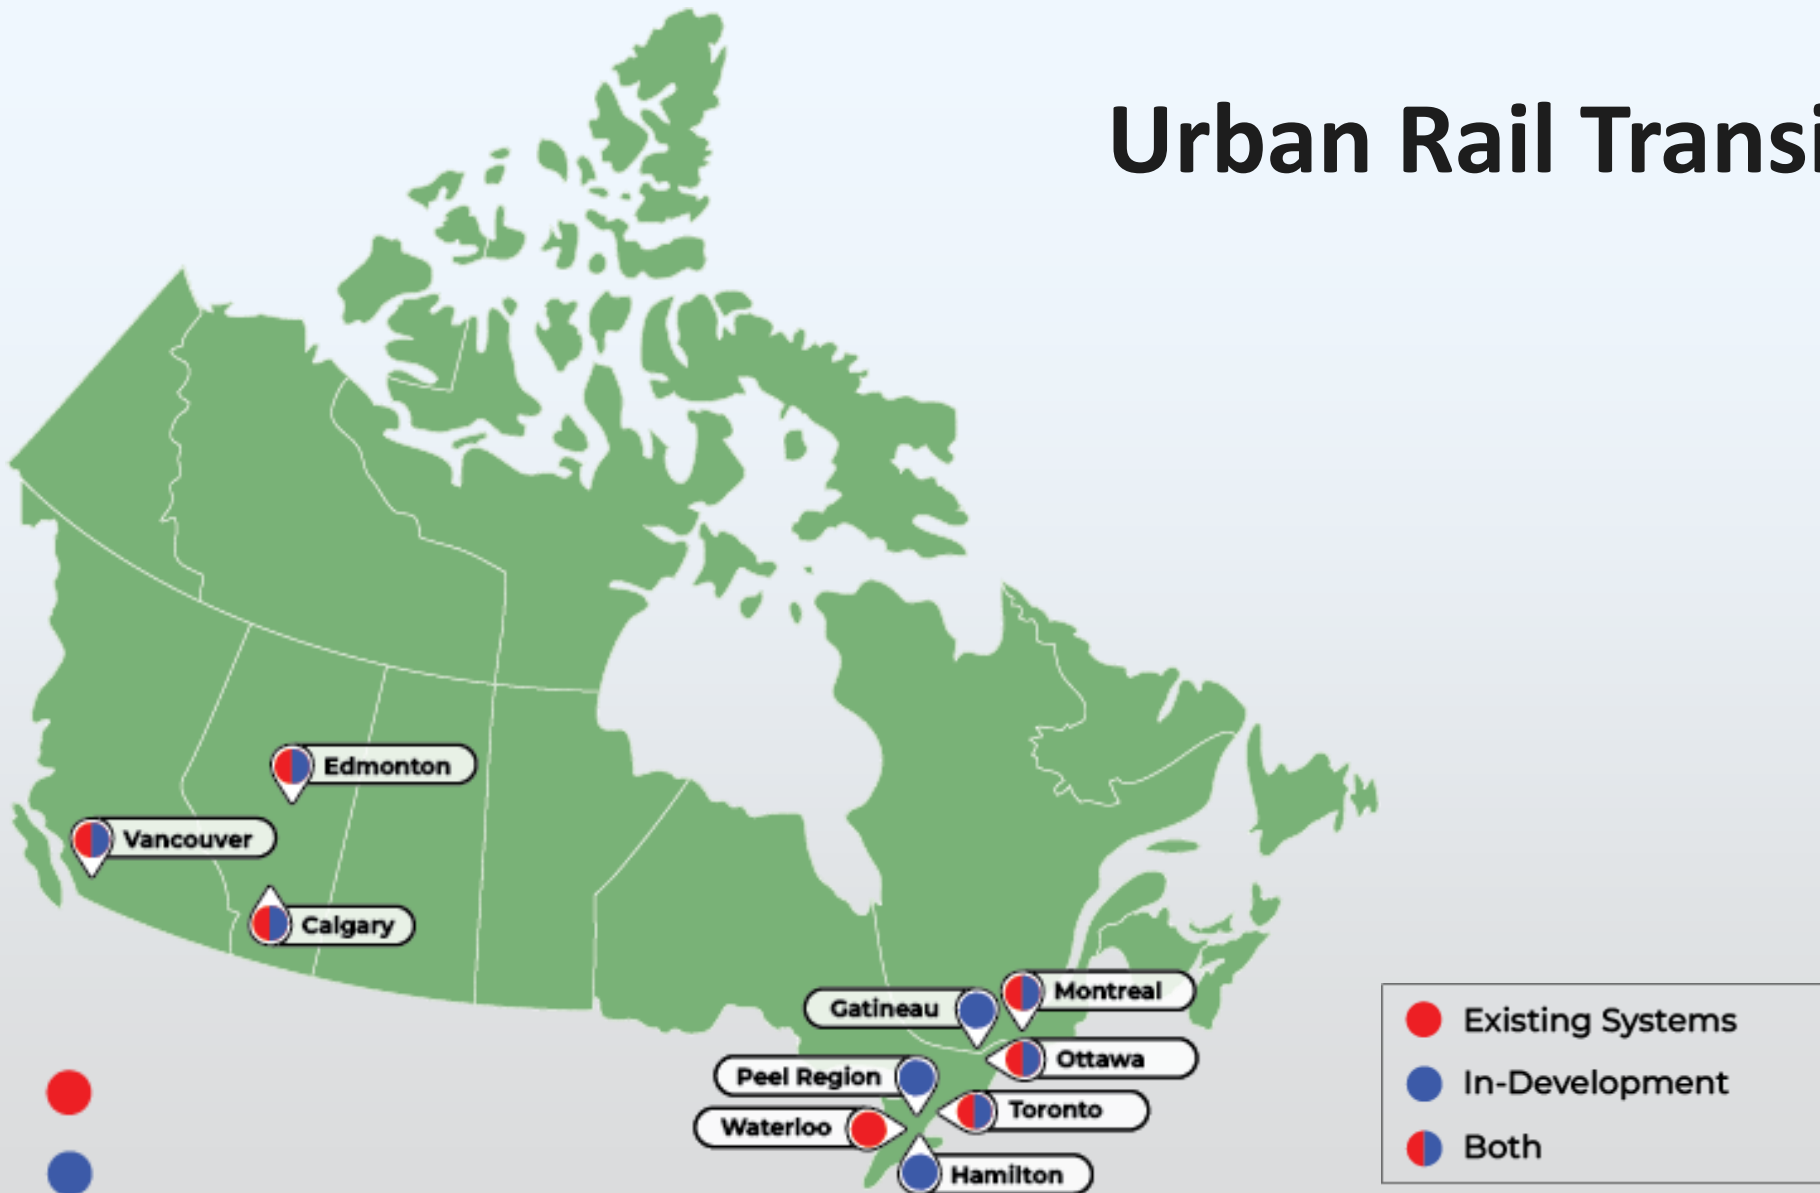 Urban Rail Transi
Edmonton
Vancouver
Calgary
Montreal
Gatineau
Ottawa
Peel Region
Toronto
Waterloo
Hamilton
Existing Systems
In-Development
Both